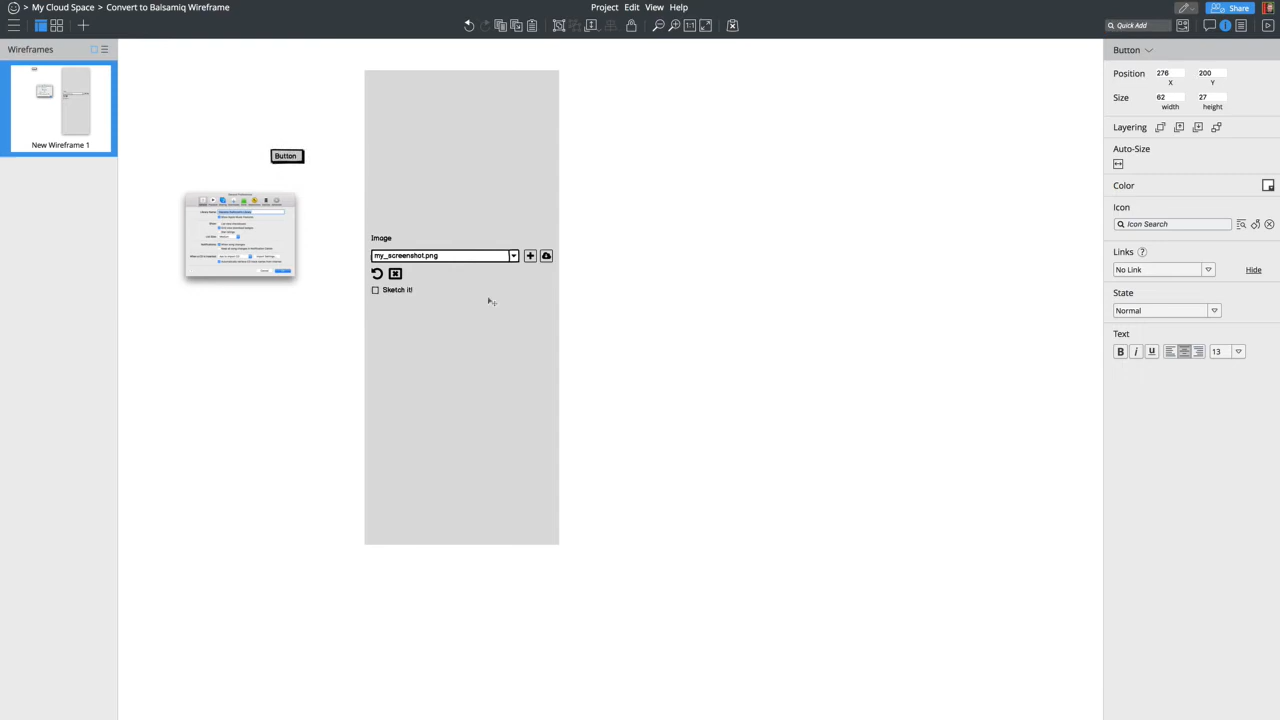 My Cloud Space > Convert to Balsamiq Wireframe
Project Edit View Help
Share
Quick Add
Wireframes
New Wireframe 1
Button
Image
my_screenshot.png
Sketch it!
Button
Position 276 200
X Y
Size 62 27
width height
Layering
Auto-Size
Color
Icon
Icon Search
Links (?)
No Link Hide
State
Normal
Text
B i U 13
1:1